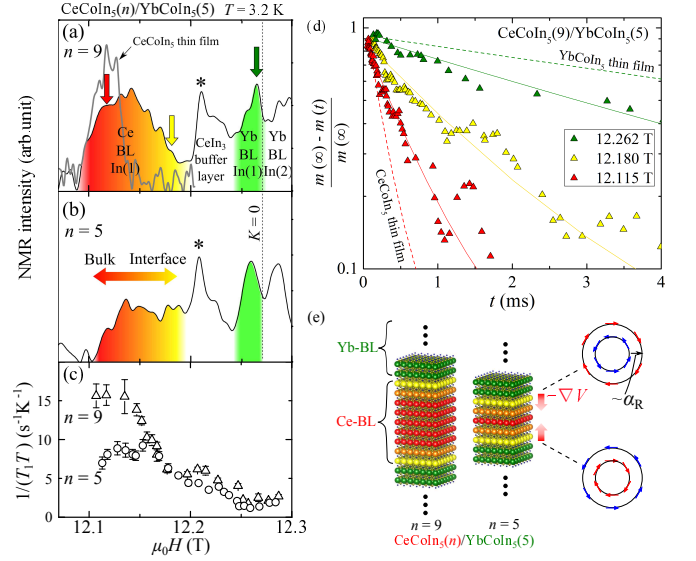 CeCoIn5(n)/YbCoIn5(5) T = 3.2 K
(a)
n = 9
CeCoIn5 thin film
*
Ce
BL
In(1)
CeIn3
buffer
layer
Yb
BL
In(1)
Yb
BL
In(2)
NMR intensity (arb.unit)
(b)
n = 5
K = 0
*
Bulk Interface
(c)
n = 9
n = 5
1/(T1T) (s-1K-1)
15
10
5
0
12.1 12.2 12.3
μ0H (T)
(d)
CeCoIn5(9)/YbCoIn5(5)
YbCoIn5 thin film
m (∞) - m (t)
m (∞)
1
0.1
12.262 T
12.180 T
12.115 T
CeCoIn5 thin film
0 1 2 3 4
t (ms)
(e)
Yb-BL
Ce-BL
~∇V
~αR
n = 9 n = 5
CeCoIn5(n)/YbCoIn5(5)